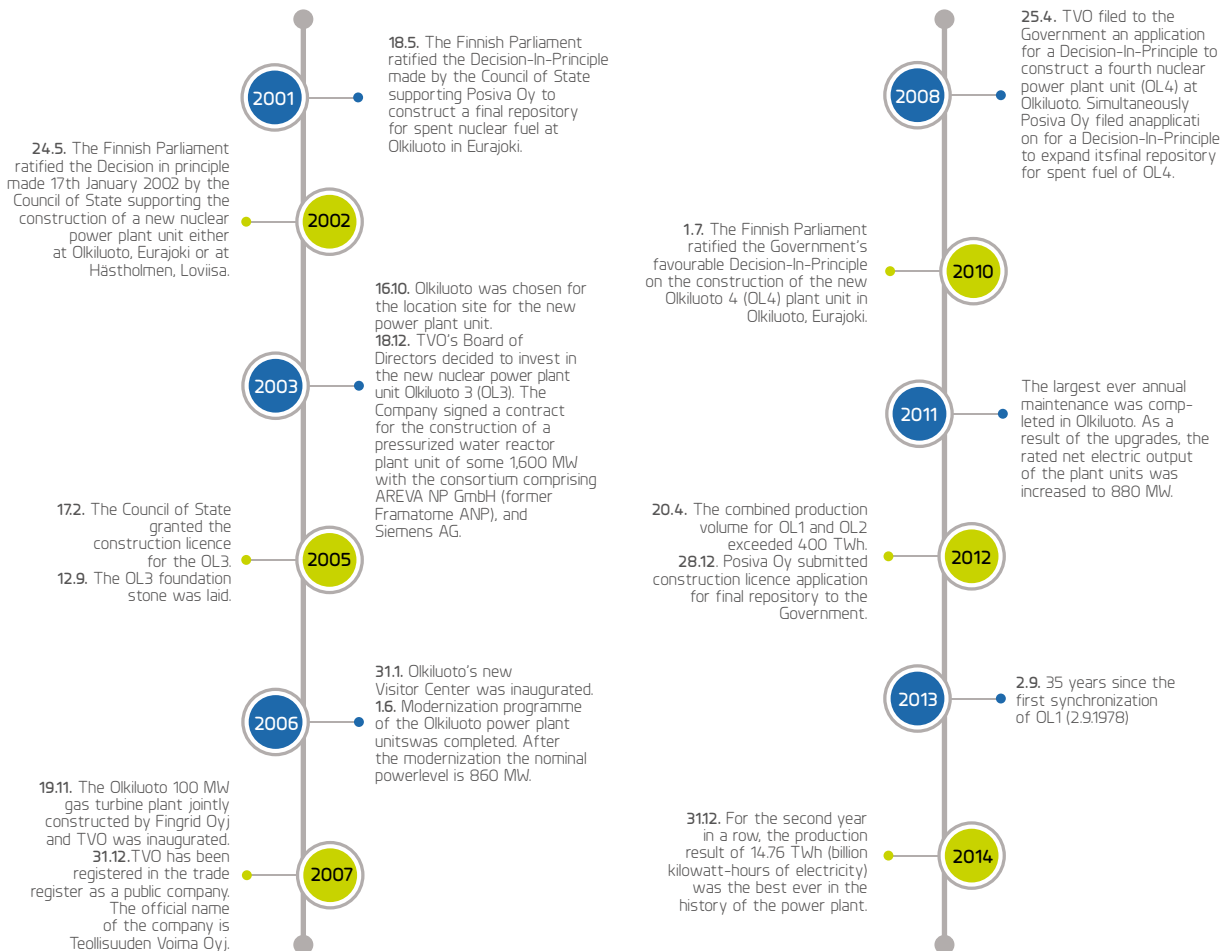 2001
18.5. The Finnish Parliament
ratified the Decision-In-Principle
made by the Council of State
supporting Posiva Oy to
construct a final repository
for spent nuclear fuel at
Olkiluoto in Eurajoki.
24.5. The Finnish Parliament
ratified the Decision in principle
made 17th January 2002 by the
Council of State supporting the
construction of a new nuclear
power plant unit either
at Olkiluoto, Eurajoki or at
Hästholmen, Loviisa.
2002
2003
16.10. Olkiluoto was chosen for
the location site for the new
power plant unit.
18.12. TVO's Board of
Directors decided to invest in
the new nuclear power plant
unit Olkiluoto 3 (OL3). The
Company signed a contract
for the construction of a
pressurized water reactor
plant unit of some 1,600 MW
with the consortium comprising
AREVA NP GmbH (former
Framatome ANP), and
Siemens AG.
17.2. The Council of State
granted the
construction licence
for the OL3.
12.9. The OL3 foundation
stone was laid.
2005
2006
31.1. Olkiluoto's new
Visitor Center was inaugurated.
1.6. Modernization programme
of the Olkiluoto power plant
unitswas completed. After
the modernization the nominal
powerlevel is 860 MW.
19.11. The Olkiluoto 100 MW
gas turbine plant jointly
constructed by Fingrid Oyj
and TVO was inaugurated.
31.12.TVO has been
registered in the trade
register as a public company.
The official name
of the company is
Teollisuuden Voima Oyj.
2007
2008
25.4. TVO filed to the
Government an application
for a Decision-In-Principle to
construct a fourth nuclear
power plant unit (OL4) at
Olkiluoto. Simultaneously
Posiva Oy filed anapplicati
on for a Decision-In-Principle
to expand itsfinal repository
for spent fuel of OL4.
1.7. The Finnish Parliament
ratified the Government's
favourable Decision-In-Principle
on the construction of the new
Olkiluoto 4 (OL4) plant unit in
Olkiluoto, Eurajoki.
2010
2011
The largest ever annual
maintenance was comp-
leted in Olkiluoto. As a
result of the upgrades, the
rated net electric output
of the plant units was
increased to 880 MW.
20.4. The combined production
volume for OL1 and OL2
exceeded 400 TWh.
28.12. Posiva Oy submitted
construction licence application
for final repository to the
Government.
2012
2013
2.9. 35 years since the
first synchronization
of OL1 (2.9.1978)
31.12. For the second year
in a row, the production
result of 14.76 TWh (billion
kilowatt-hours of electricity)
was the best ever in the
history of the power plant.
2014